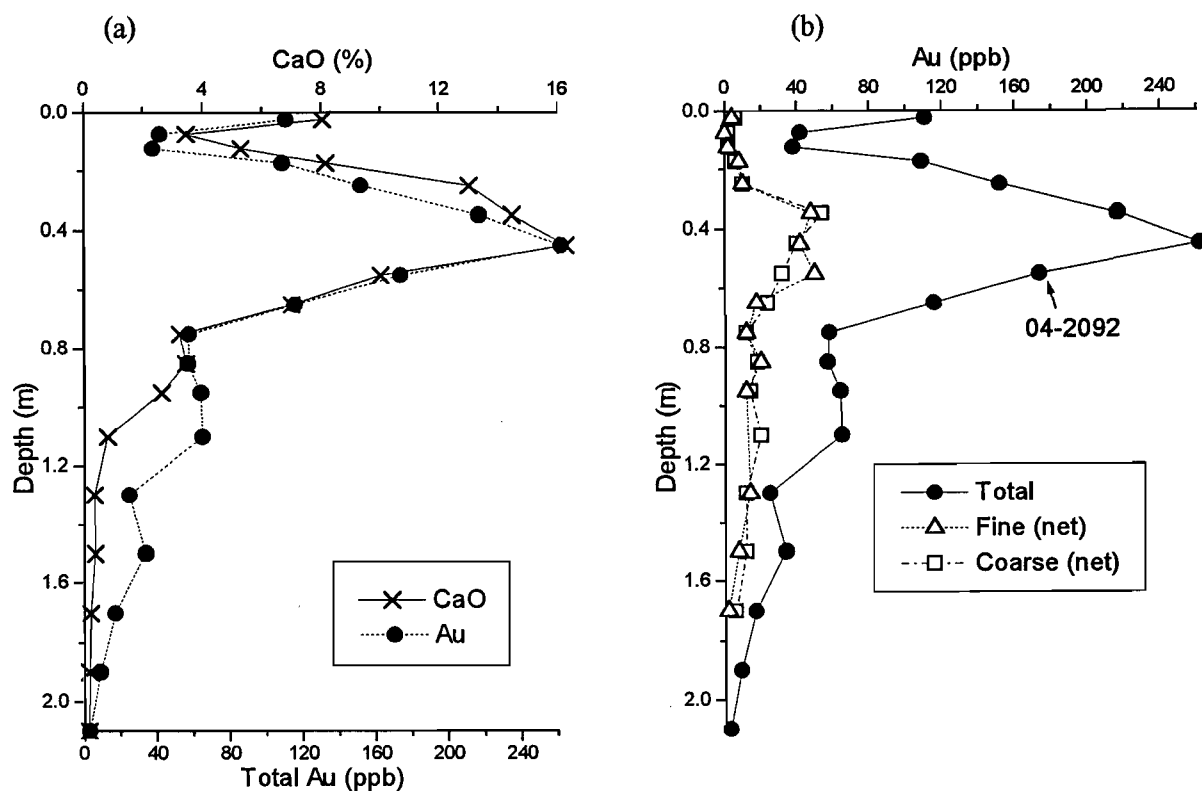 (a)
CaO (%)
0 4 8 12 16
0.0
0.4
0.8
1.2
1.6
2.0
Depth (m)
CaO
Au
0 40 80 120 160 200 240
Total Au (ppb)
(b)
Au (ppb)
0 40 80 120 160 200 240
0.0
0.4
0.8
1.2
1.6
2.0
Depth (m)
04-2092
Total
Fine (net)
Coarse (net)